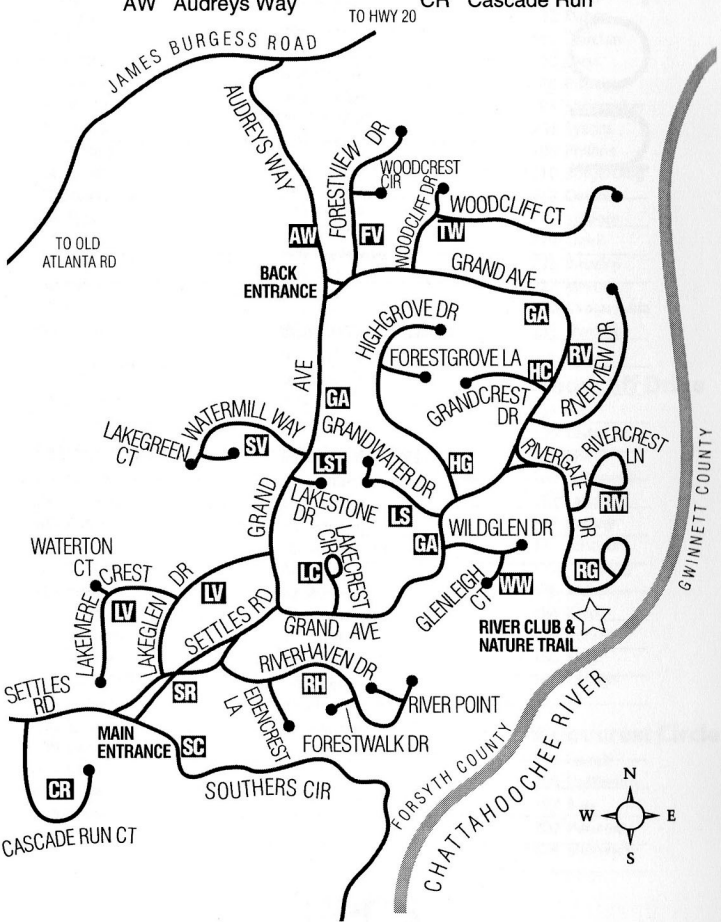 AW Audreys Way
CR Cascade Run
TO HWY 20
JAMES BURGESS ROAD
AUDREYS WAY
FORESTVIEW DR
WOODCREST
CIR
WOODCLIFF DR
WOODCLIFF CT
AW
FV
TW
TO OLD
ATLANTA RD
BACK
ENTRANCE
GRAND AVE
GA
HIGHGROVE DR
FORESTGROVE LA
HC
RV
RIVERVIEW DR
GRANDCREST
DR
GRAND AVE
GA
WATERMILL WAY
LAKEGREEN
CT
SV
LST
GRANDWATER DR
HG
RIVERGATE DR
RIVERCREST
LN
RM
LAKESTONE
DR
LS
GA
WILDGLEN DR
GWINNETT COUNTY
WATERTON
CT
CREST DR
LV
LV
LC
LAKECREST
CIR
GLENLEIGH
CT
WW
RG
LAKEMERE
LAKEGLEN
SETTLES RD
GRAND AVE
RIVER CLUB &
NATURE TRAIL
RIVERHAVEN DR
SETTLES
RD
SR
EDENCREST
LA
RH
RIVER POINT
MAIN
ENTRANCE
SC
FORESTWALK DR
CR
SOUTHERS CIR
CASCADE RUN CT
FORSYTH COUNTY
CHATTAHOOCHEE RIVER
N
W E
S